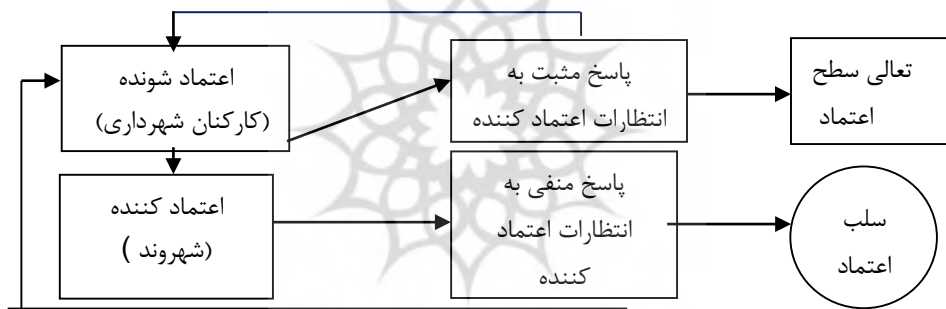 اعتماد شونده
(کارکنان شهرداری)
پاسخ مثبت به
انتظارات اعتماد کننده
تعالی سطح
اعتماد
اعتماد کننده
(شهروند )
پاسخ منفی به
انتظارات اعتماد
کننده
سلب
اعتماد